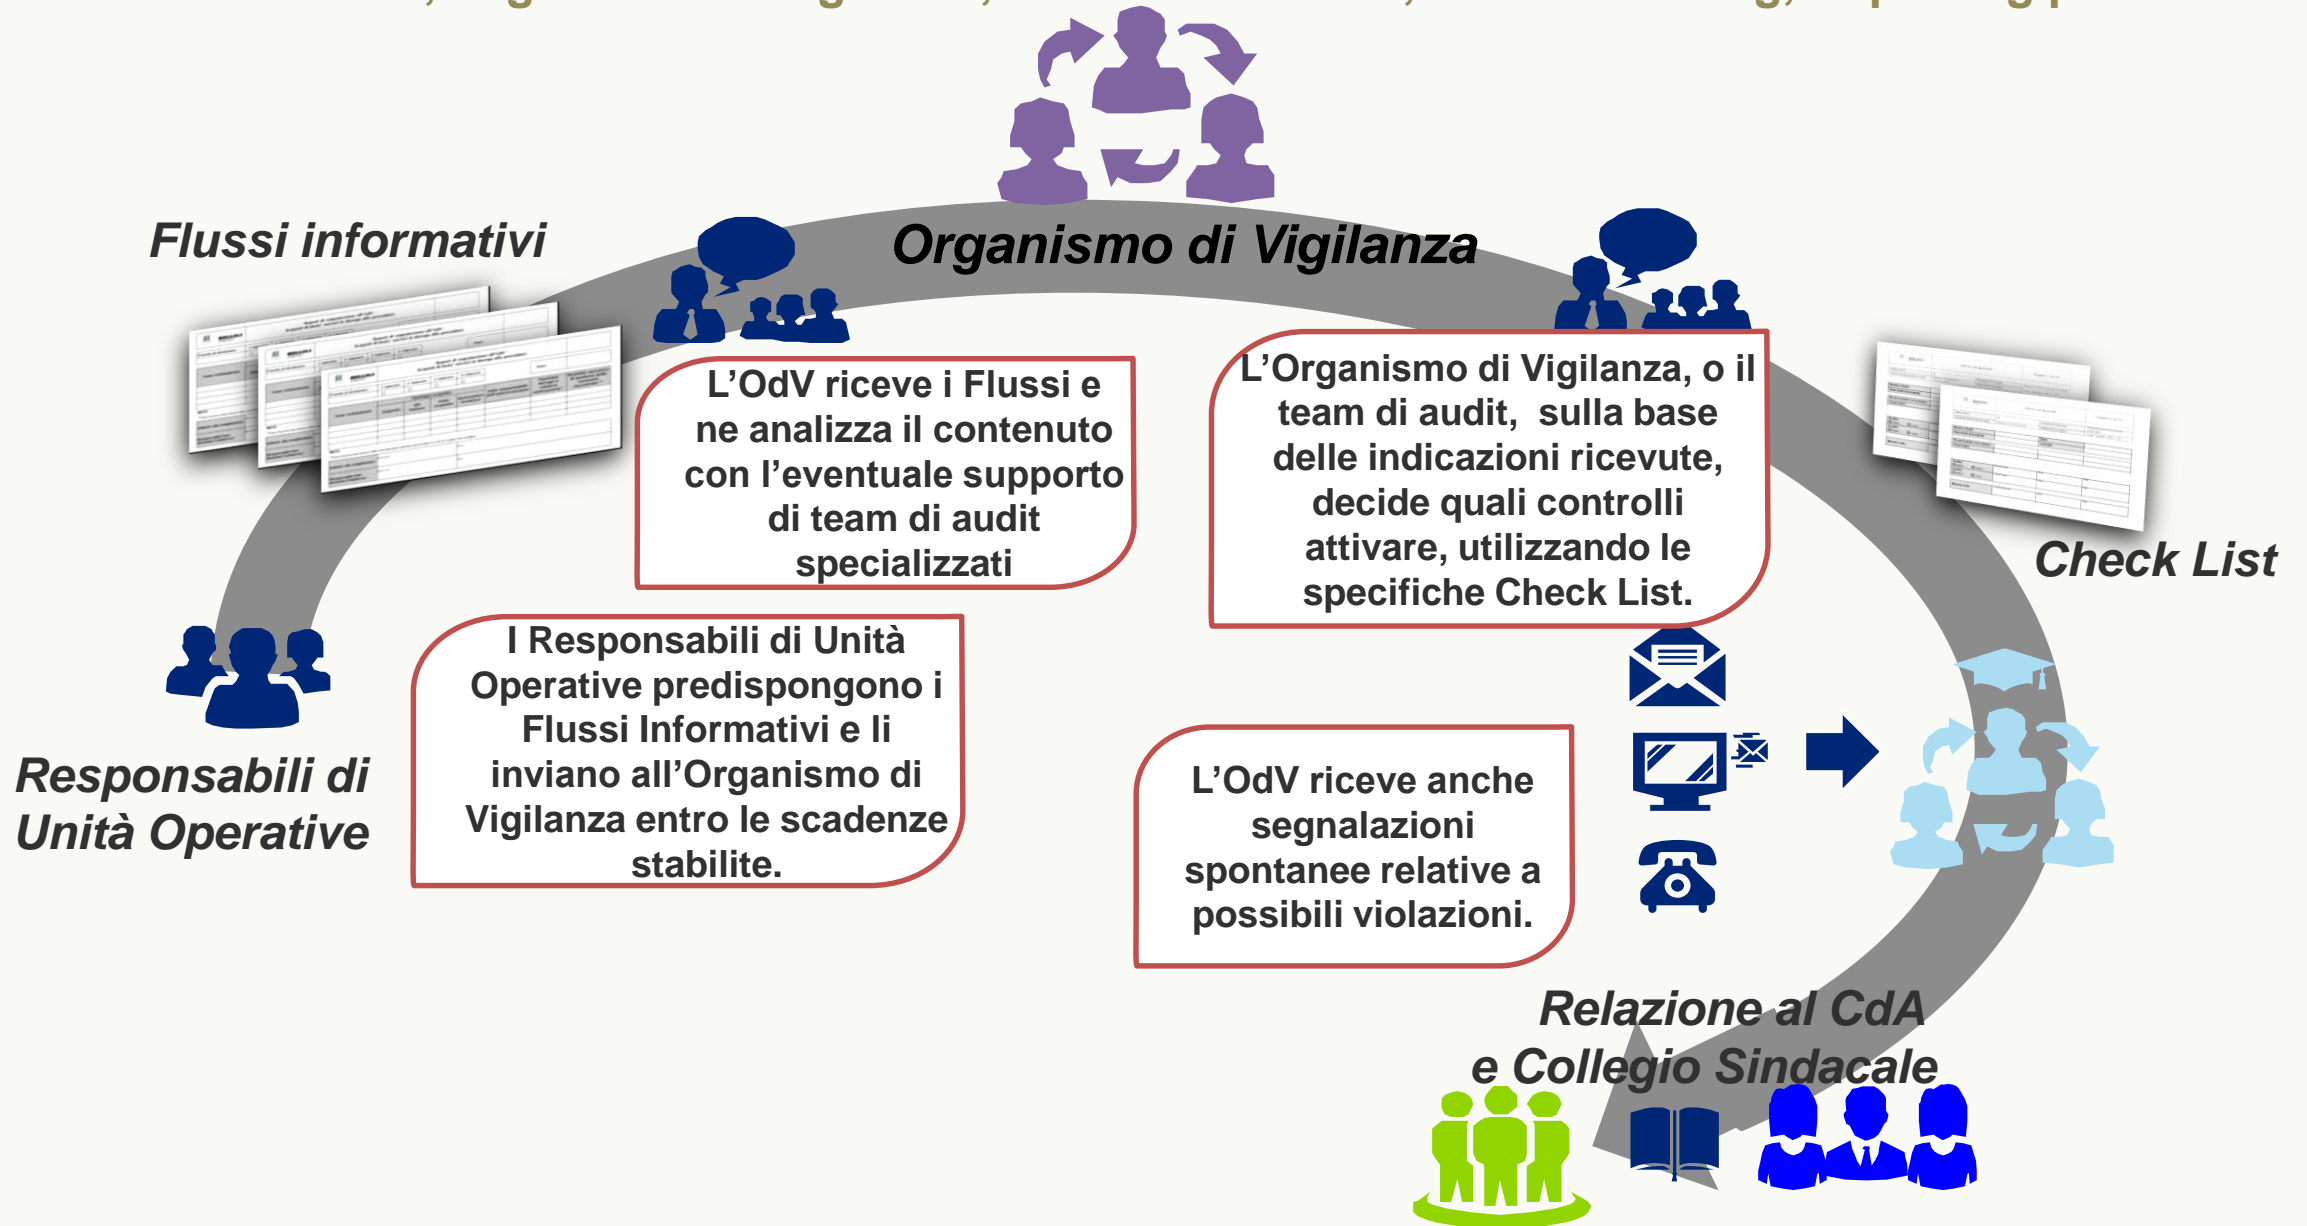 Flussi informativi
Organismo di Vigilanza
L’OdV riceve i Flussi e
ne analizza il contenuto
con l’eventuale supporto
di team di audit
specializzati
L’Organismo di Vigilanza, o il
team di audit,  sulla base
delle indicazioni ricevute,
decide quali controlli
attivare, utilizzando le
specifiche Check List.
Check List
I Responsabili di Unità
Operative predispongono i
Flussi Informativi e li
inviano all’Organismo di
Vigilanza entro le scadenze
stabilite.
Responsabili di
Unità Operative
L’OdV riceve anche
segnalazioni
spontanee relative a
possibili violazioni.
Relazione al CdA
e Collegio Sindacale